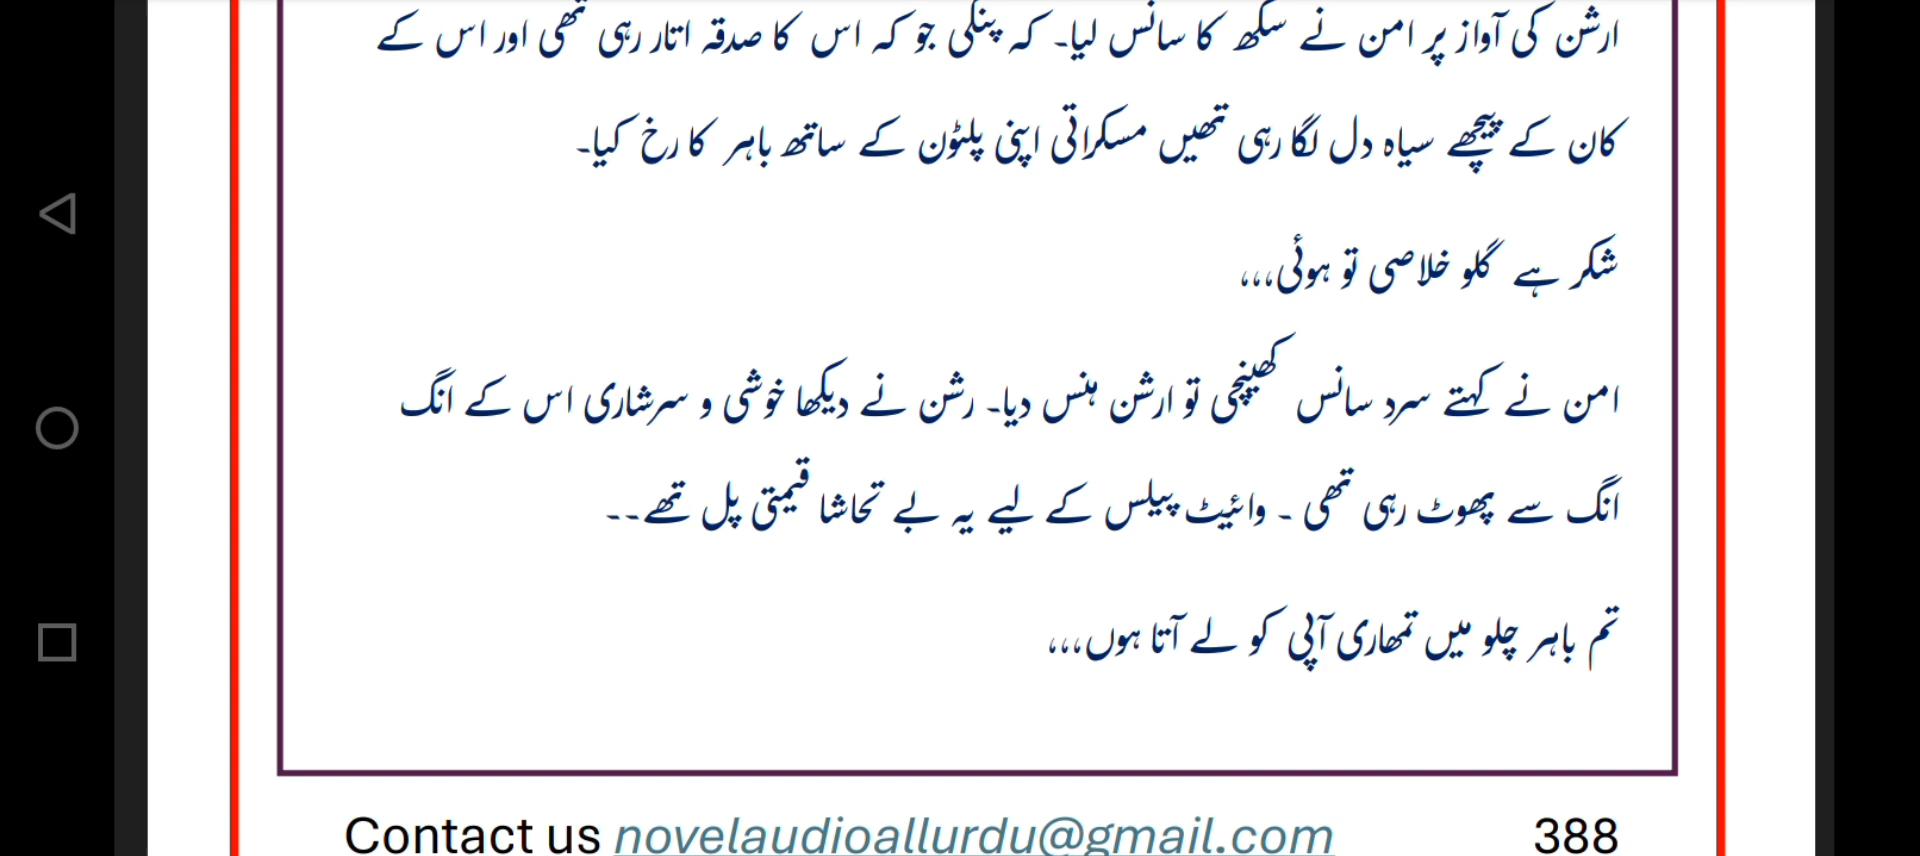 ارشن کی آواز پر امن نے سکھ کا سانس لیا۔ کہ پنکی جو کہ اس کا صدقہ اتار رہی تھی اور اس کے
کان کے پیچھے سیاہ دل لگا رہی تھیں مسکراتی اپنی پلٹون کے ساتھ باہر کا رخ کیا۔
شکر ہے گلو خلاصی تو ہوئی،،،
امن نے کہتے سرد سانس کھینچی تو ارشن ہنس دیا۔ رشن نے دیکھا خوشی و سرشاری اس کے انگ
انگ سے پھوٹ رہی تھی ۔ وائیٹ پیلس کے لیے یہ بے تحاشا قیمتی پل تھے۔۔
تم باہر چلو میں تمھاری آپی کو لے آتا ہوں،،،
Contact us novelaudioallurdu@gmail.com 388